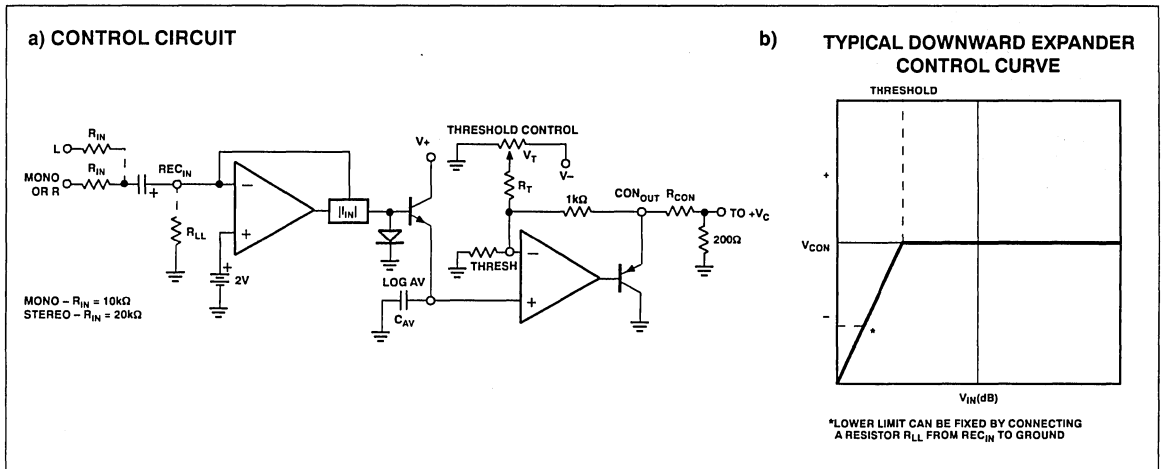 a) CONTROL CIRCUIT
b) TYPICAL DOWNWARD EXPANDER
CONTROL CURVE
THRESHOLD
L
R_IN
MONO
OR R
R_IN
REC_IN
R_LL
2V
|I_IN|
V+
THRESHOLD CONTROL
V_T
V–
R_T
1kΩ
CON_OUT
R_CON
TO +V_C
200Ω
THRESH
LOG AV
C_AV
MONO – R_IN = 10kΩ
STEREO – R_IN = 20kΩ
+
V_CON
–
*
V_IN(dB)
*LOWER LIMIT CAN BE FIXED BY CONNECTING
A RESISTOR R_LL FROM REC_IN TO GROUND